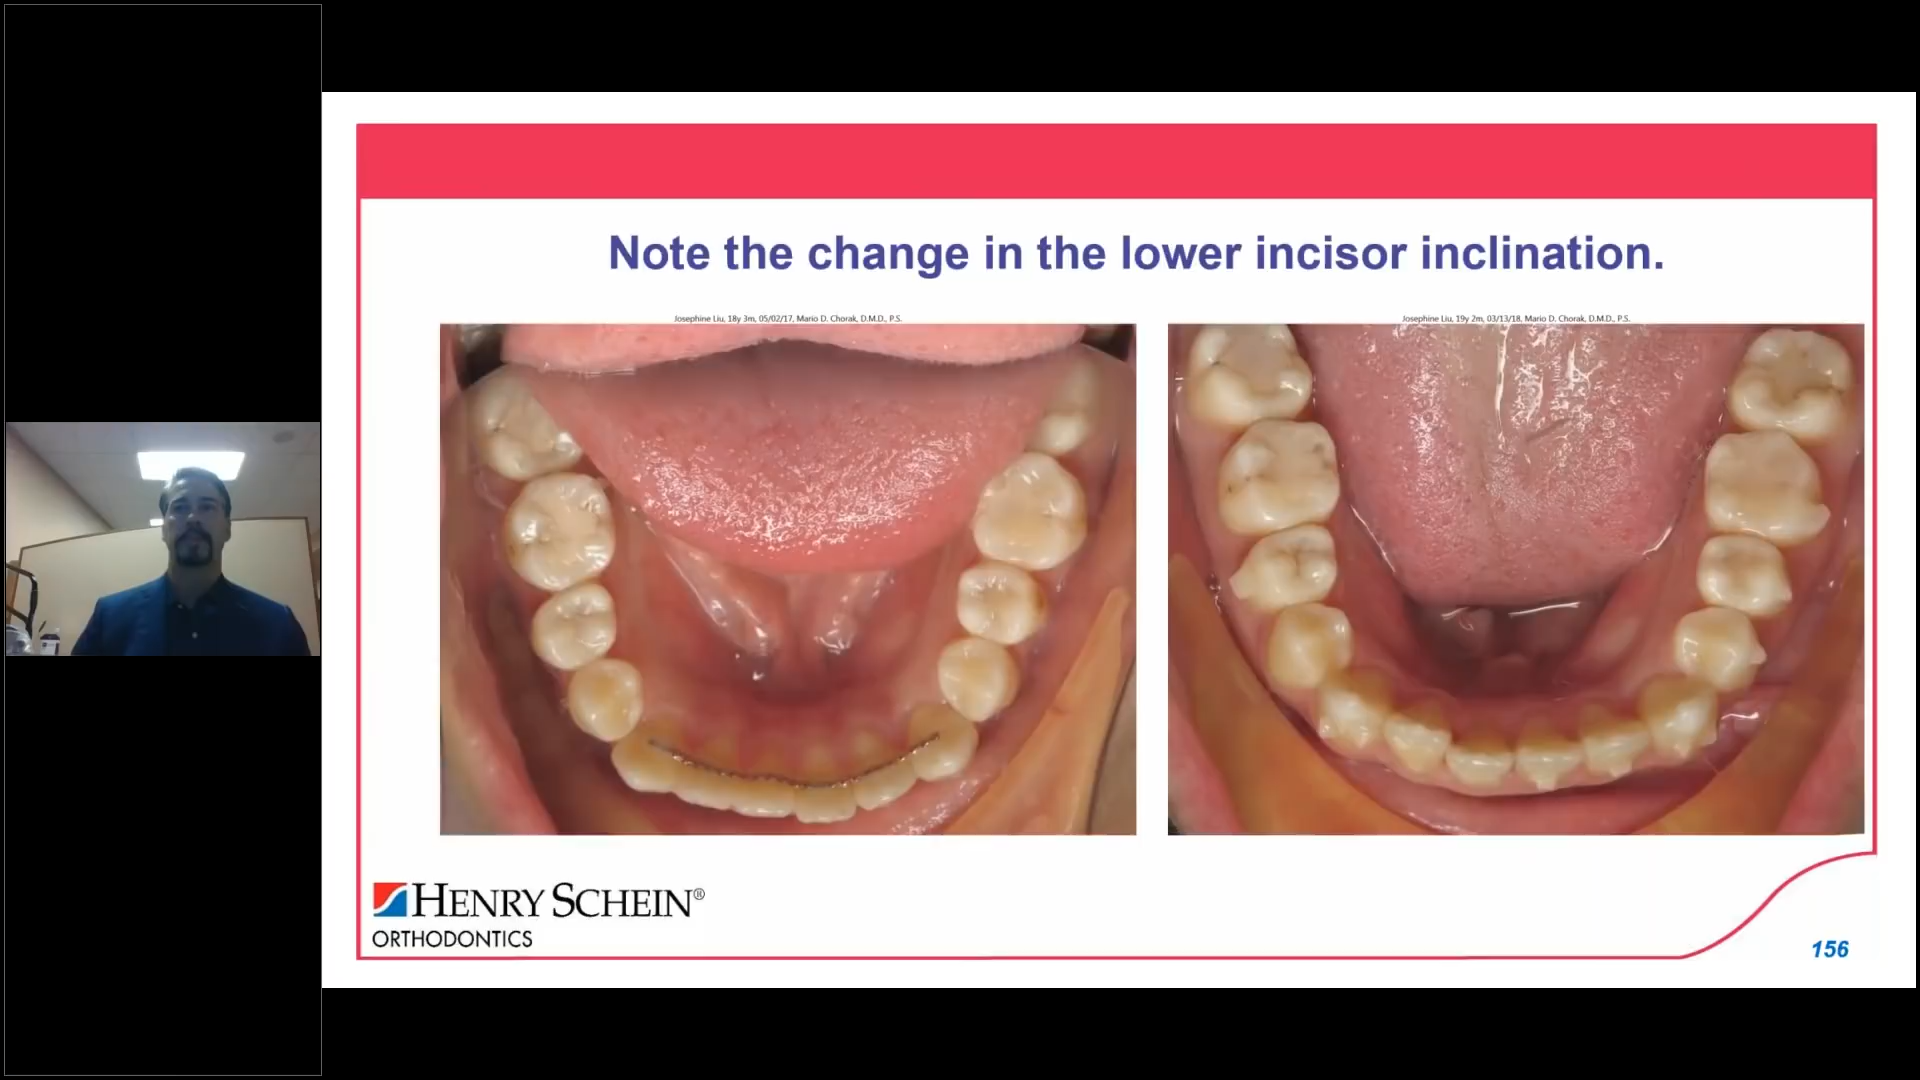 Note the change in the lower incisor inclination.
Josephine Liu, 18y 3m, 05/02/17, Mario D. Chorak, D.M.D., P.S.
Josephine Liu, 19y 2m, 03/13/18, Mario D. Chorak, D.M.D., P.S.
HENRY SCHEIN®
ORTHODONTICS
156